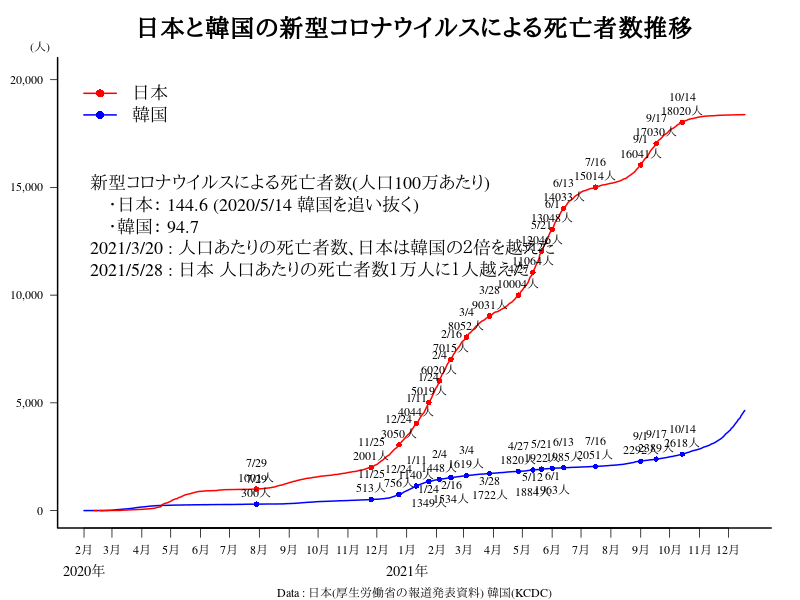 日本と韓国の新型コロナウイルスによる死亡者数推移
(人)
20,000
15,000
10,000
5,000
0
日本
韓国
新型コロナウイルスによる死亡者数(人口100万あたり)
・日本: 144.6 (2020/5/14 韓国を追い抜く)
・韓国: 94.7
2021/3/20 : 人口あたりの死亡者数、日本は韓国の2倍を越えた
2021/5/28 : 日本 人口あたりの死亡者数1万人に1人越えた
10/14
18020人
9/17
17030人
9/1
16041人
7/16
15014人
6/13
14033人
6/1
13048人
5/21
12046人
11064人
4/27
10004人
3/28
9031人
3/4
8052人
2/16
7015人
2/4
6020人
1/24
5019人
1/11
4044人
12/24
3050人
11/25
2001人
7/29
7/29
300人
11/25
513人
12/24
756人
1/11
1140人
1/24
1349人
2/4
1448人
2/16
1534人
3/4
1619人
3/28
1722人
4/27
1820人
5/12
1884人
5/21
6/1
1963人
6/13
1985人
7/16
2051人
9/1
2292人
9/17
2389人
10/14
2618人
2月 3月 4月 5月 6月 7月 8月 9月 10月 11月 12月 1月 2月 3月 4月 5月 6月 7月 8月 9月 10月 11月 12月
2020年 2021年
Data : 日本(厚生労働省の報道発表資料) 韓国(KCDC)